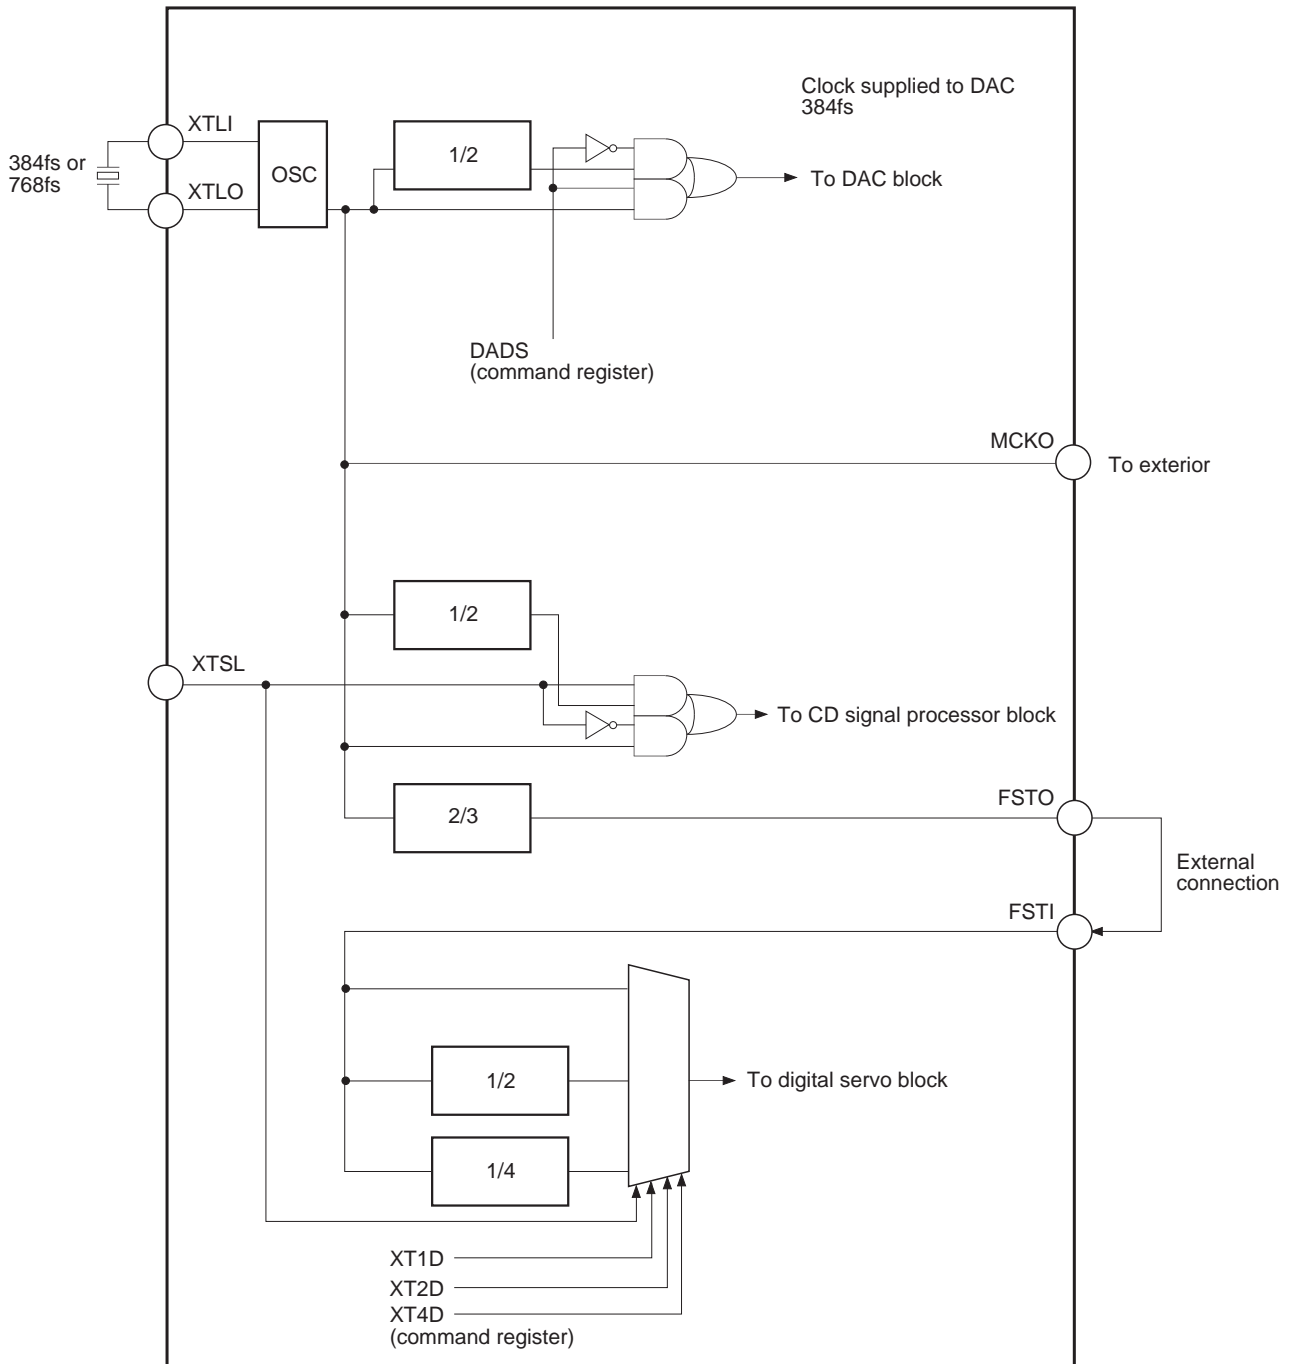 Clock supplied to DAC
384fs
XTLI
384fs or
768fs
OSC
1/2
XTLO
To DAC block
DADS
(command register)
MCKO
To exterior
1/2
XTSL
To CD signal processor block
2/3
FSTO
External
connection
FSTI
1/2
To digital servo block
1/4
XT1D
XT2D
XT4D
(command register)